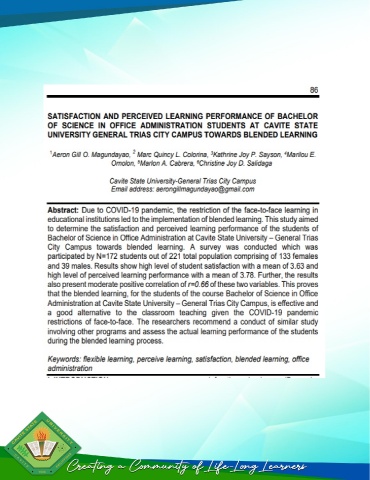 86
SATISFACTION AND PERCEIVED LEARNING PERFORMANCE OF BACHELOR
OF SCIENCE IN OFFICE ADMINISTRATION STUDENTS AT CAVITE STATE
UNIVERSITY GENERAL TRIAS CITY CAMPUS TOWARDS BLENDED LEARNING
¹Aeron Gill O. Magundayao, ² Marc Quincy L. Colorina, ³Kathrine Joy P. Sayson, ⁴Marilou E.
Ornolon, ⁵Marlon A. Cabrera, ⁶Christine Joy D. Salidaga
Cavite State University-General Trias City Campus
Email address: aerongillmagundayao@gmail.com
Abstract: Due to COVID-19 pandemic, the restriction of the face-to-face learning in
educational institutions led to the implementation of blended learning. This study aimed
to determine the satisfaction and perceived learning performance of the students of
Bachelor of Science in Office Administration at Cavite State University – General Trias
City Campus towards blended learning. A survey was conducted which was
participated by N=172 students out of 221 total population comprising of 133 females
and 39 males. Results show high level of student satisfaction with a mean of 3.63 and
high level of perceived learning performance with a mean of 3.78. Further, the results
also present moderate positive correlation of r=0.66 of these two variables. This proves
that the blended learning, for the students of the course Bachelor of Science in Office
Administration at Cavite State University – General Trias City Campus, is effective and
a good alternative to the classroom teaching given the COVID-19 pandemic
restrictions of face-to-face. The researchers recommend a conduct of similar study
involving other programs and assess the actual learning performance of the students
during the blended learning process.
Keywords: flexible learning, perceive learning, satisfaction, blended learning, office
administration
Creating a Community of Life-Long Learners